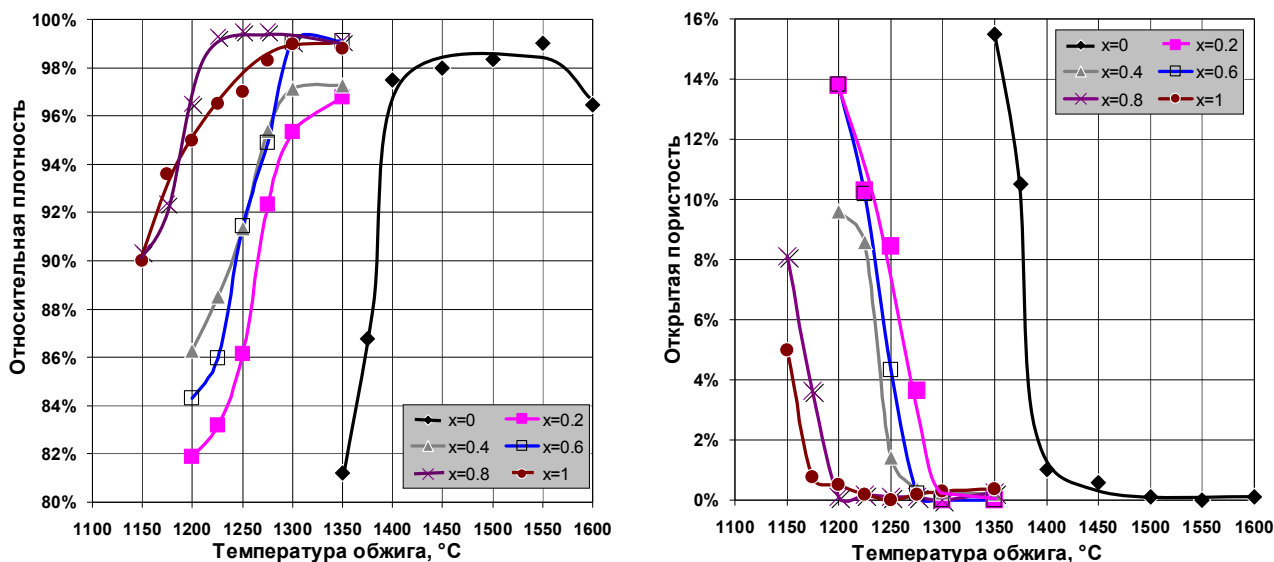 Относительная плотность
100%
98%
96%
94%
92%
90%
88%
86%
84%
82%
80%
1100 1150 1200 1250 1300 1350 1400 1450 1500 1550 1600
Температура обжига, °C
x=0 x=0.2
x=0.4 x=0.6
x=0.8 x=1
Открытая пористость
14%
12%
10%
8%
6%
4%
2%
0%
1100 1150 1200 1250 1300 1350 1400 1450 1500 1550 1600
Температура обжига, °C
x=0 x=0.2
x=0.4 x=0.6
x=0.8 x=1